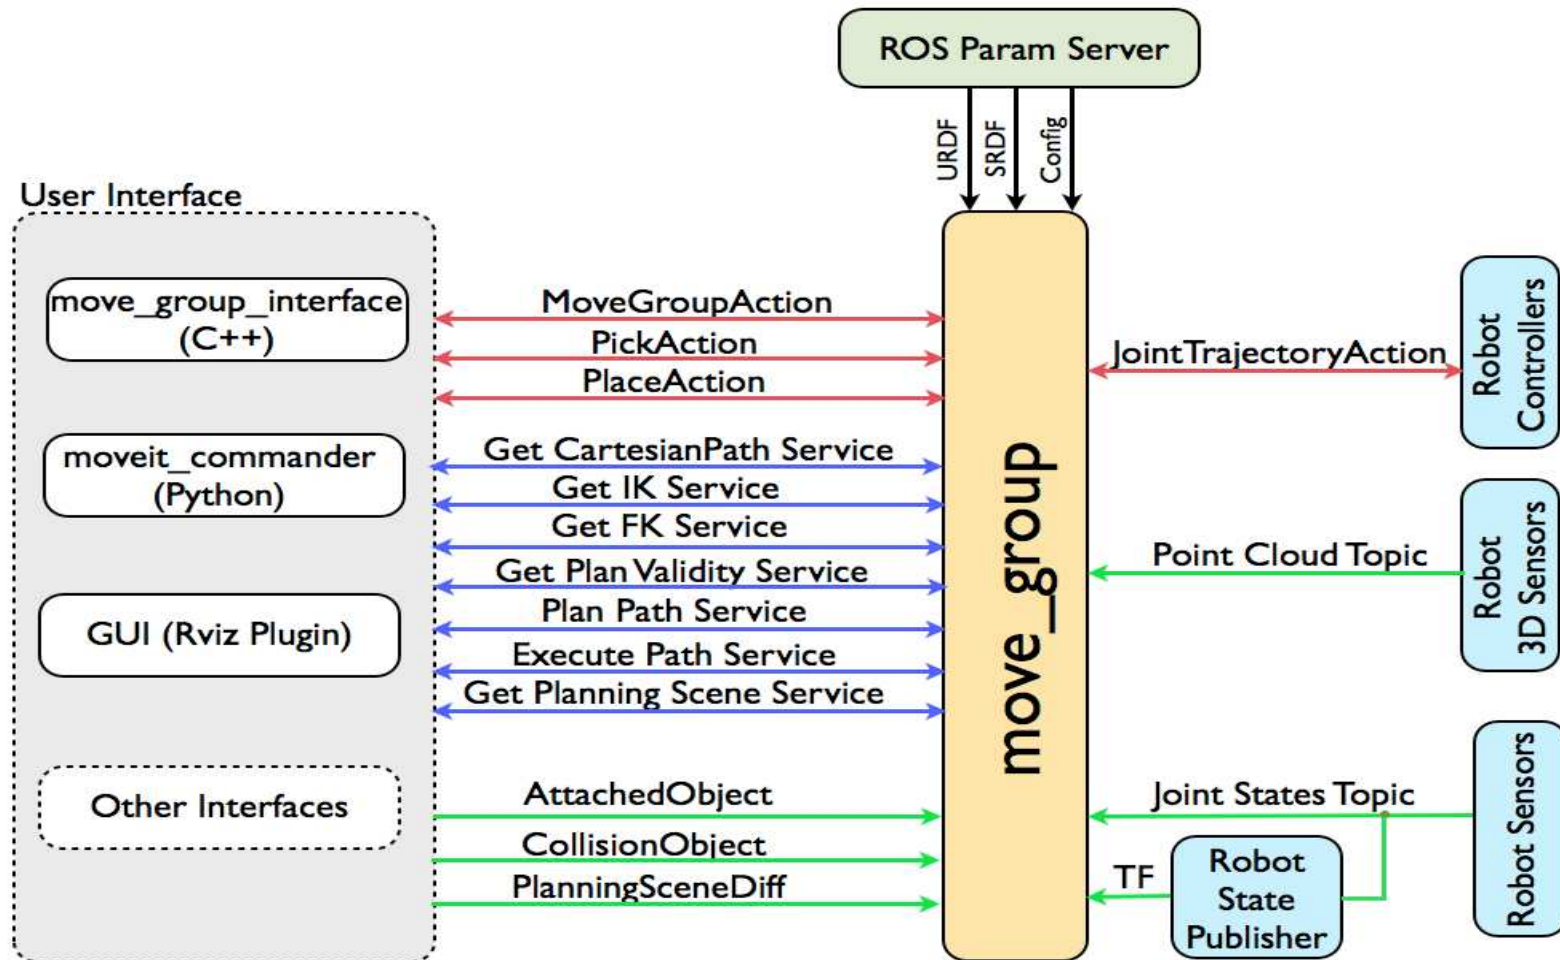 ROS Param Server
URDF
SRDF
Config
User Interface
move_group_interface
(C++)
moveit_commander
(Python)
GUI (Rviz Plugin)
Other Interfaces
MoveGroupAction
PickAction
PlaceAction
Get CartesianPath Service
Get IK Service
Get FK Service
Get Plan Validity Service
Plan Path Service
Execute Path Service
Get Planning Scene Service
AttachedObject
CollisionObject
PlanningSceneDiff
move_group
JointTrajectoryAction
Robot
Controllers
Point Cloud Topic
Robot
3D Sensors
Joint States Topic
TF
Robot
State
Publisher
Robot Sensors